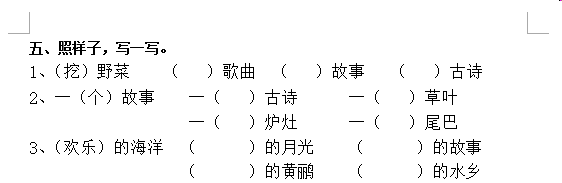 五、照样子，写一写。
1、（挖）野菜 （ ）歌曲 （ ）故事 （ ）古诗
2、一（个）故事 一（ ）古诗 一（ ）草叶
一（ ）炉灶 一（ ）尾巴
3、（欢乐）的海洋 （ ）的月光 （ ）的故事
（ ）的黄鹂 （ ）的水乡